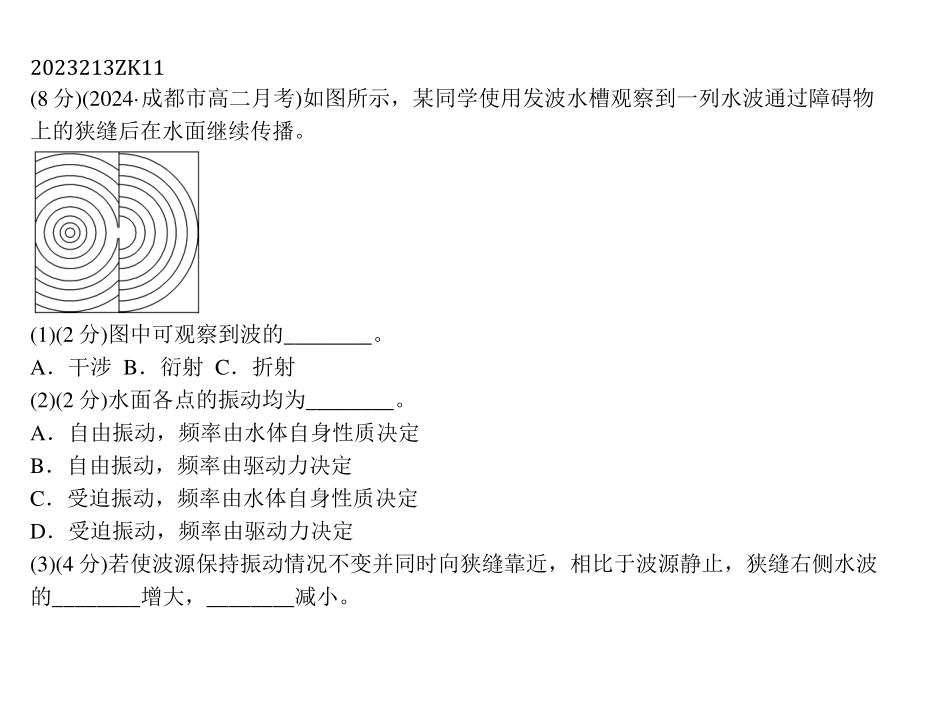 2023213ZK11
(8分)(2024·成都市高二月考)如图所示，某同学使用发波水槽观察到一列水波通过障碍物
上的狭缝后在水面继续传播。
(1)(2分)图中可观察到波的________。
A．干涉 B．衍射 C．折射
(2)(2分)水面各点的振动均为________。
A．自由振动，频率由水体自身性质决定
B．自由振动，频率由驱动力决定
C．受迫振动，频率由水体自身性质决定
D．受迫振动，频率由驱动力决定
(3)(4分)若使波源保持振动情况不变并同时向狭缝靠近，相比于波源静止，狭缝右侧水波
的________增大，________减小。